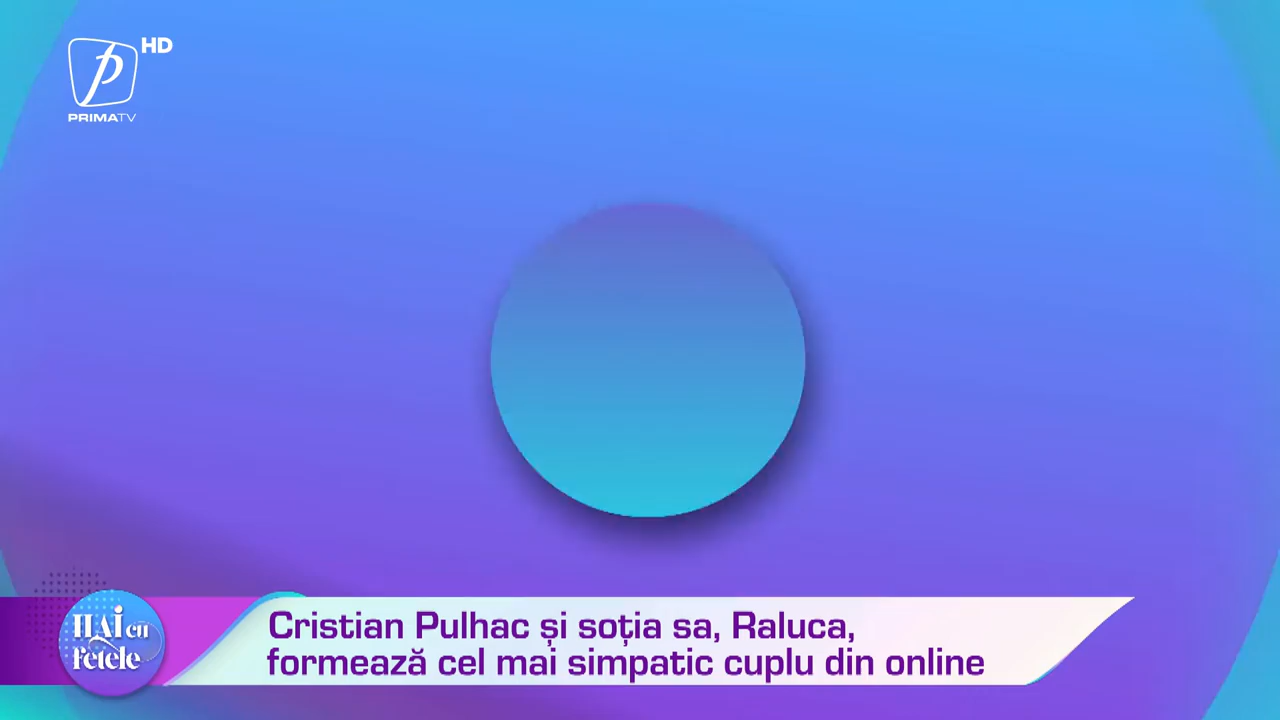 HD
PRIMATV
HAI cu
fetele
Cristian Pulhac și soția sa, Raluca,
formează cel mai simpatic cuplu din online